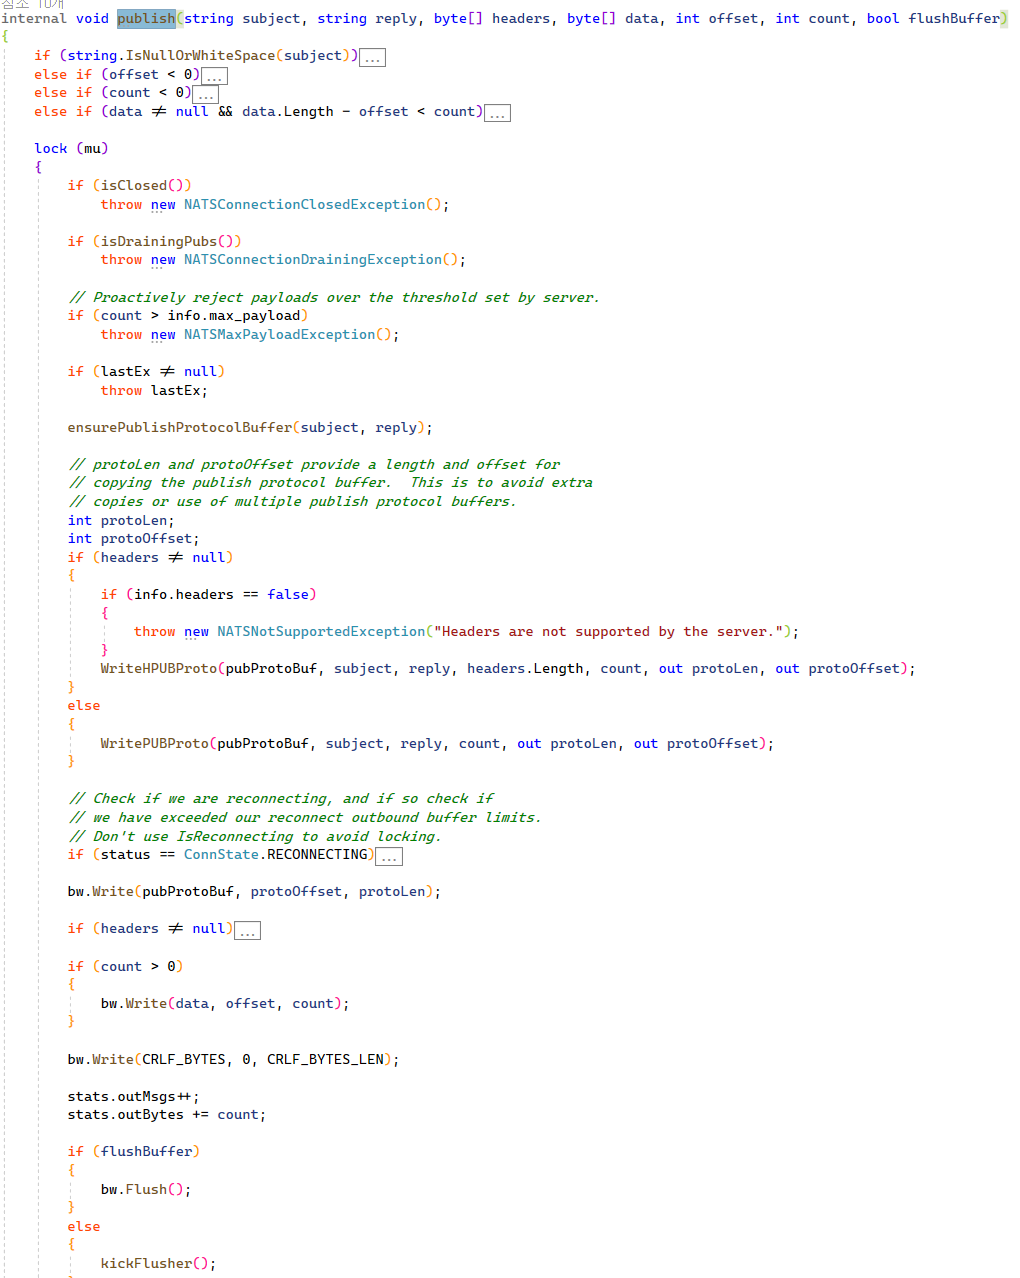 참조 10개
internal void publish(string subject, string reply, byte[] headers, byte[] data, int offset, int count, bool flushBuffer)
{
if (string.IsNullOrWhiteSpace(subject))...
else if (offset < 0)...
else if (count < 0)...
else if (data ≠ null && data.Length - offset < count)...
lock (mu)
{
if (isClosed())
throw new NATSConnectionClosedException();
if (isDrainingPubs())
throw new NATSConnectionDrainingException();
// Proactively reject payloads over the threshold set by server.
if (count > info.max_payload)
throw new NATSMaxPayloadException();
if (lastEx ≠ null)
throw lastEx;
ensurePublishProtocolBuffer(subject, reply);
// protoLen and protoOffset provide a length and offset for
// copying the publish protocol buffer.  This is to avoid extra
// copies or use of multiple publish protocol buffers.
int protoLen;
int protoOffset;
if (headers ≠ null)
{
if (info.headers == false)
{
throw new NATSNotSupportedException("Headers are not supported by the server.");
}
WriteHPUBProto(pubProtoBuf, subject, reply, headers.Length, count, out protoLen, out protoOffset);
}
else
{
WritePUBProto(pubProtoBuf, subject, reply, count, out protoLen, out protoOffset);
}
// Check if we are reconnecting, and if so check if
// we have exceeded our reconnect outbound buffer limits.
// Don't use IsReconnecting to avoid locking.
if (status == ConnState.RECONNECTING)...
bw.Write(pubProtoBuf, protoOffset, protoLen);
if (headers ≠ null)...
if (count > 0)
{
bw.Write(data, offset, count);
}
bw.Write(CRLF_BYTES, 0, CRLF_BYTES_LEN);
stats.outMsgs++;
stats.outBytes += count;
if (flushBuffer)
{
bw.Flush();
}
else
{
kickFlusher();